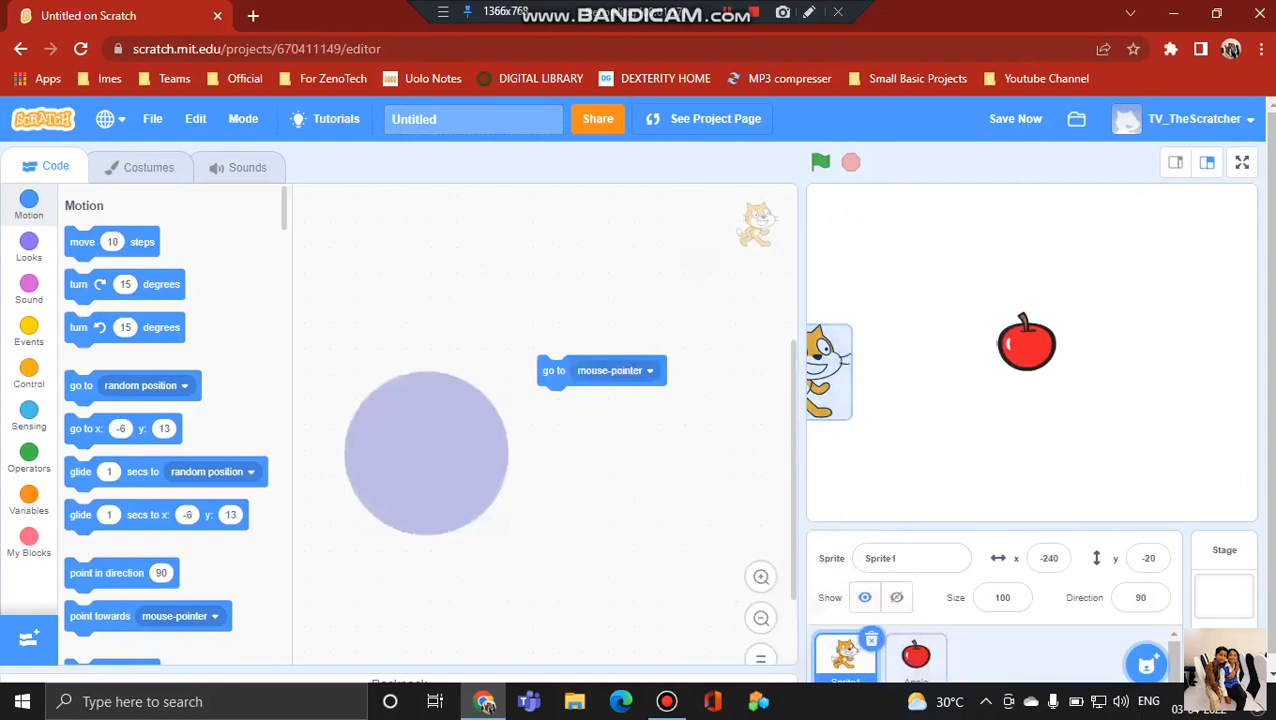 Untitled on Scratch
1366x768
www.BANDICAM.com
scratch.mit.edu/projects/670411149/editor
Apps
Imes
Teams
Official
For ZenoTech
Uolo Notes
DIGITAL LIBRARY
DEXTERITY HOME
MP3 compresser
Small Basic Projects
Youtube Channel
SCRATCH
File
Edit
Mode
Tutorials
Untitled
Share
See Project Page
Save Now
TV_TheScratcher
Code
Costumes
Sounds
Motion
Looks
Sound
Events
Control
Sensing
Operators
Variables
My Blocks
Motion
move 10 steps
turn 15 degrees
turn 15 degrees
go to random position
go to x: -6 y: 13
glide 1 secs to random position
glide 1 secs to x: -6 y: 13
point in direction 90
point towards mouse-pointer
go to mouse-pointer
Sprite Sprite1 x -240 y -20
Show Size 100 Direction 90
Stage
Sprite1
Apple
Backpack
Type here to search
30°C
ENG